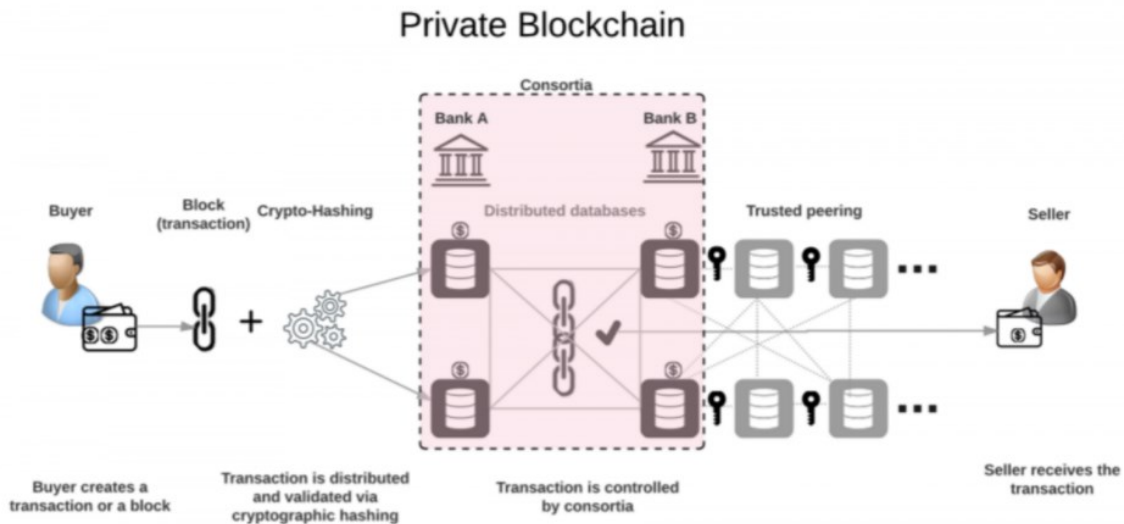 Private Blockchain
Consortia
Bank A
Bank B
Buyer
Block
(transaction)
Crypto-Hashing
Distributed databases
Trusted peering
Seller
$
$
$ $
$
$
$
Buyer creates a
transaction or a block
Transaction is distributed
and validated via
cryptographic hashing
Transaction is controlled
by consortia
Seller receives the
transaction